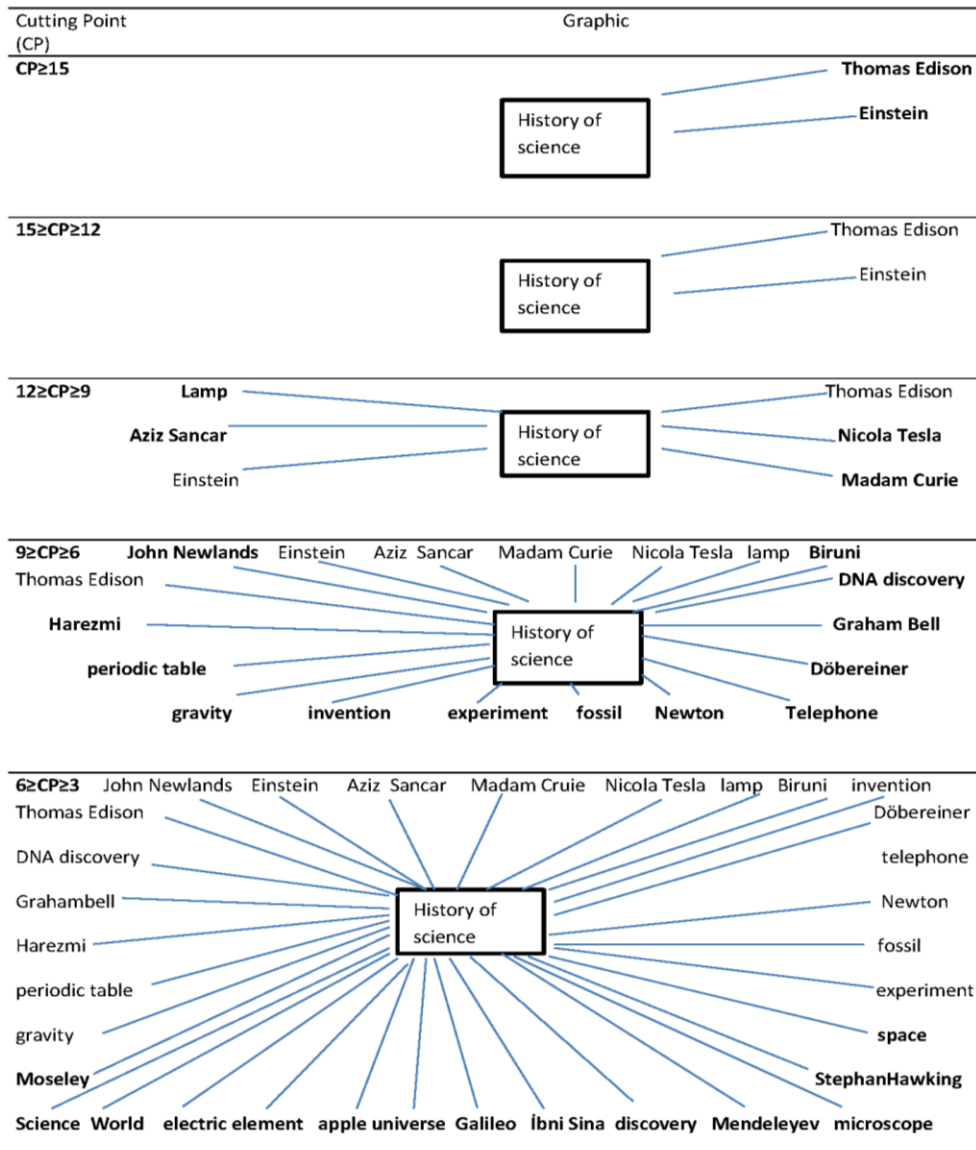 Cutting Point Graphic
(CP)
CP≥15 Thomas Edison
History of Einstein
science
15≥CP≥12 Thomas Edison
History of Einstein
science
12≥CP≥9 Lamp Thomas Edison
Aziz Sancar History of Nicola Tesla
science
Einstein Madam Curie
9≥CP≥6 John Newlands Einstein Aziz Sancar Madam Curie Nicola Tesla lamp Biruni
Thomas Edison DNA discovery
Harezmi History of Graham Bell
science
periodic table Döbereiner
gravity invention experiment fossil Newton Telephone
6≥CP≥3 John Newlands Einstein Aziz Sancar Madam Cruie Nicola Tesla lamp Biruni invention
Thomas Edison Döbereiner
DNA discovery telephone
Grahambell History of Newton
science
Harezmi fossil
periodic table experiment
gravity space
Moseley StephanHawking
Science World electric element apple universe Galileo İbni Sina discovery Mendeleyev microscope